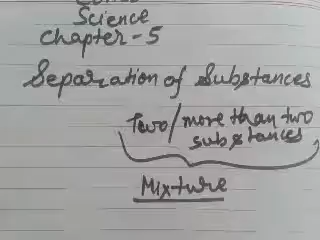 Science
Chapter-5
Separation of Substances
Two/more than two
substances
Mixture